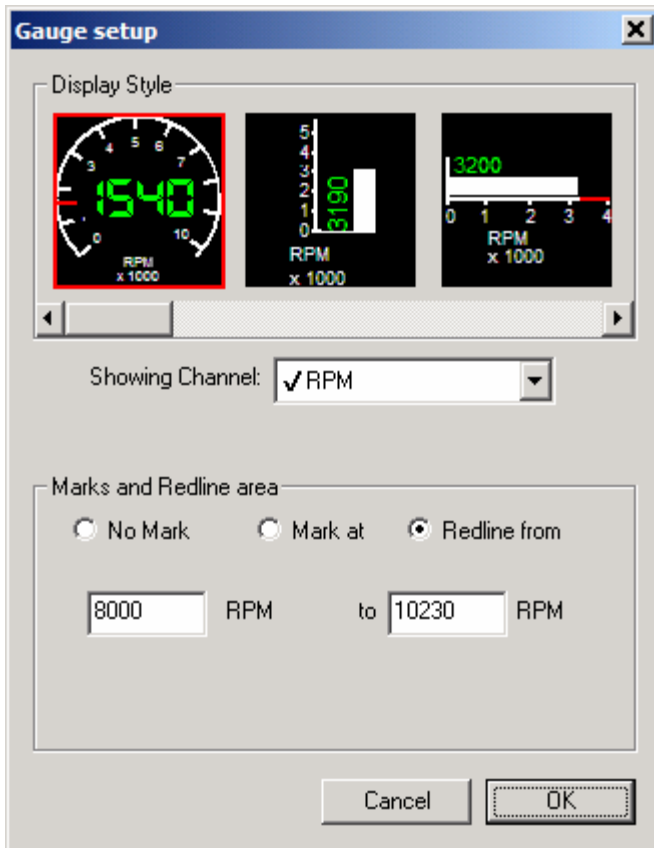 Gauge setup
Display Style
3 4 5 6 7
1540
0 10
RPM
x 1000
5
4
3
2
1
0
3190
RPM
x 1000
3200
0 1 2 3 4
RPM
x 1000
Showing Channel: ✓RPM
Marks and Redline area
No Mark Mark at Redline from
8000 RPM to 10230 RPM
Cancel OK